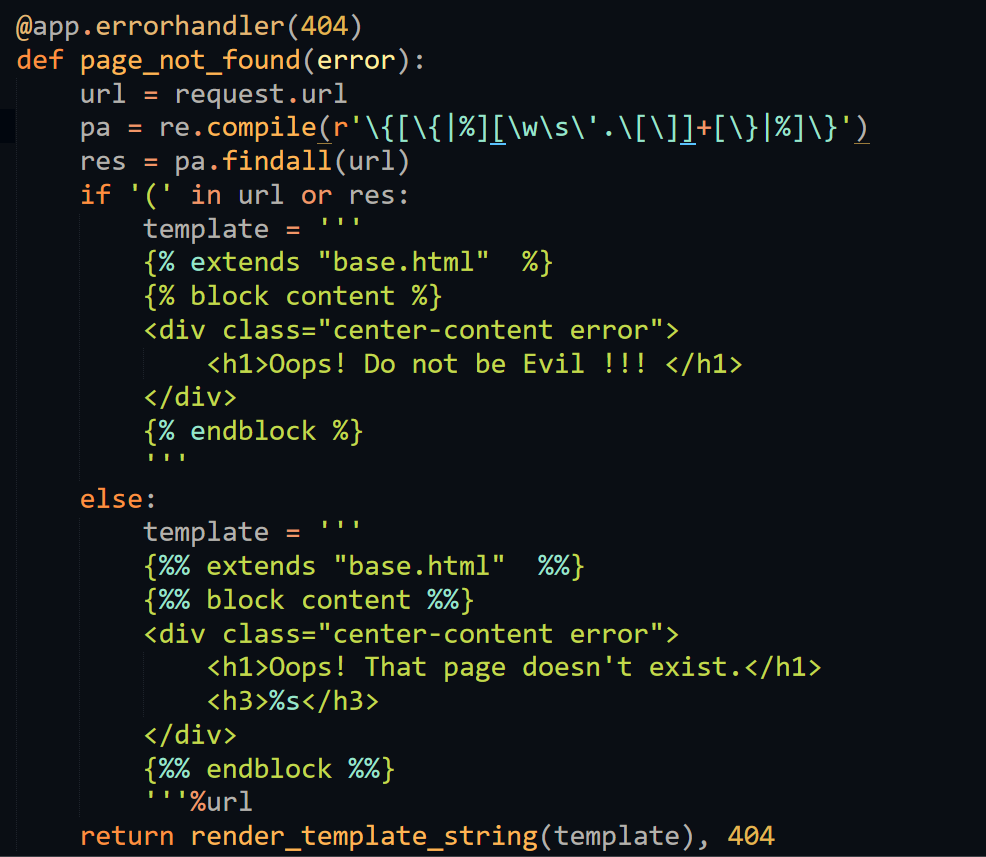 @app.errorhandler(404)
def page_not_found(error):
    url = request.url
    pa = re.compile(r'\{[\{|%][\w\s\'.\[\]]+[\}|%]\}')
    res = pa.findall(url)
    if '(' in url or res:
        template = '''
        {% extends "base.html"  %}
        {% block content %}
        <div class="center-content error">
            <h1>Oops! Do not be Evil !!! </h1>
        </div>
        {% endblock %}
        '''
    else:
        template = '''
        {%% extends "base.html"  %%}
        {%% block content %%}
        <div class="center-content error">
            <h1>Oops! That page doesn't exist.</h1>
            <h3>%s</h3>
        </div>
        {%% endblock %%}
        '''%url
    return render_template_string(template), 404